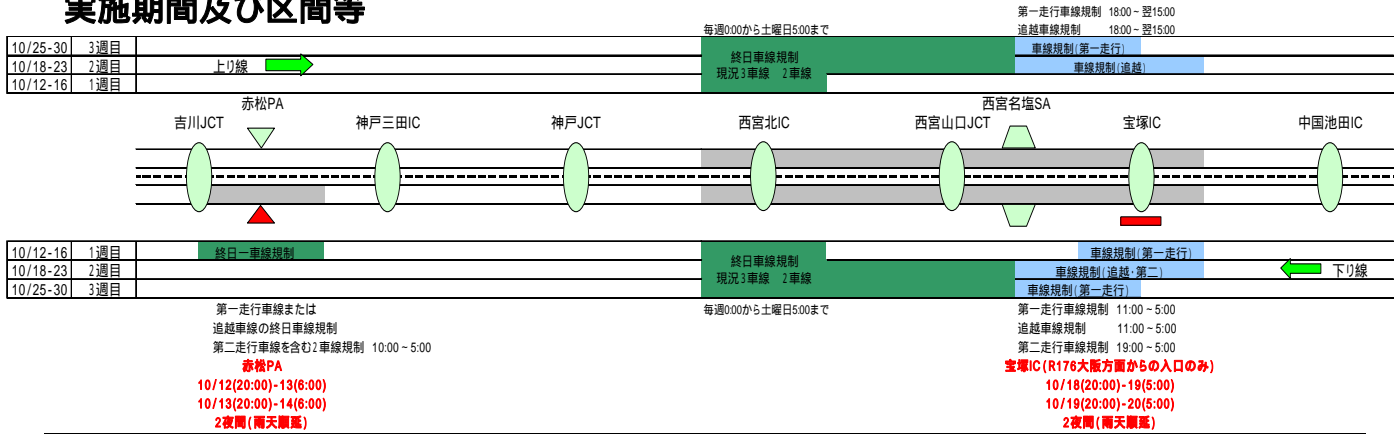 実施期間及び区間等
第一走行車線規制 18:00~翌15:00
毎週0:00から土曜日5:00まで
追越車線規制 18:00~翌15:00
10/25-30 3週目
車線規制(第一走行)
10/18-23 2週目
上り線
終日車線規制
車線規制(追越)
現況3車線 2車線
10/12-16 1週目
赤松PA
西宮名塩SA
吉川JCT
神戸三田IC
神戸JCT
西宮北IC
西宮山口JCT
宝塚IC
中国池田IC
10/12-16 1週目
終日一車線規制
車線規制(第一走行)
終日車線規制
10/18-23 2週目
車線規制(追越・第二)
下り線
現況3車線 2車線
10/25-30 3週目
車線規制(第一走行)
第一走行車線または
毎週0:00から土曜日5:00まで
第一走行車線規制 11:00~5:00
追越車線の終日車線規制
追越車線規制 11:00~5:00
第二走行車線を含む2車線規制 10:00~5:00
第二走行車線規制 19:00~5:00
赤松PA
宝塚IC(R176大阪方面からの入口のみ)
10/12(20:00)-13(6:00)
10/18(20:00)-19(5:00)
10/13(20:00)-14(6:00)
10/19(20:00)-20(5:00)
2夜間(雨天順延)
2夜間(雨天順延)